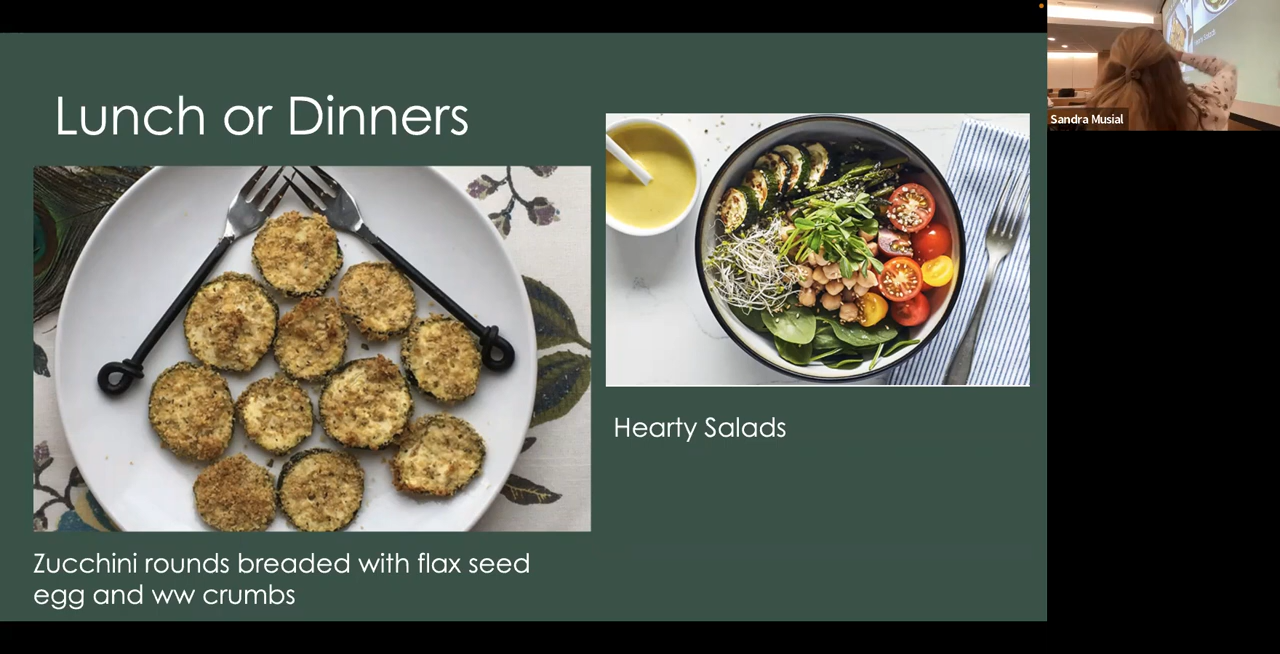 Lunch or Dinners
Zucchini rounds breaded with flax seed
egg and ww crumbs
Hearty Salads
Sandra Musial